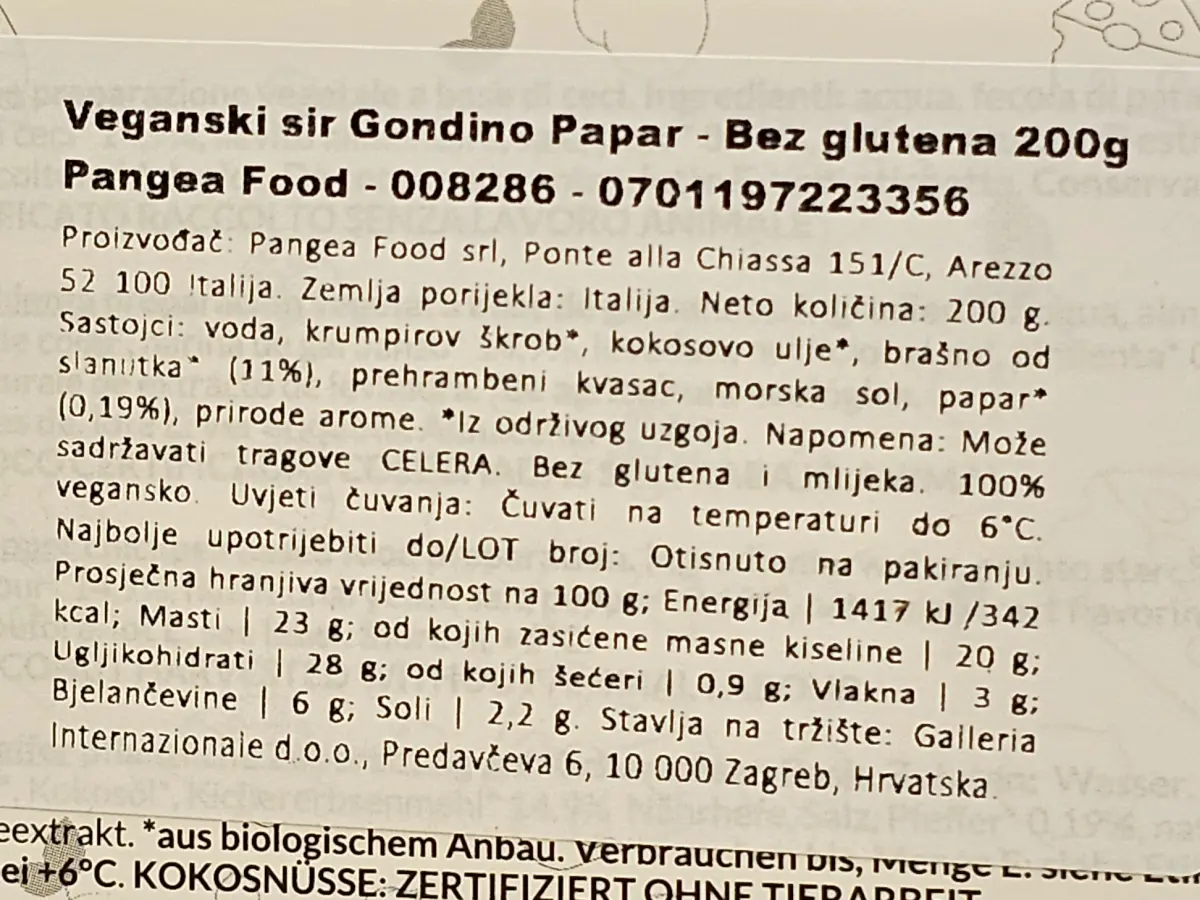 Veganski sir Gondino Papar - Bez glutena 200g
Pangea Food - 008286 - 0701197223356
Proizvođač: Pangea Food srl, Ponte alla Chiassa 151/C, Arezzo
52 100 Italija. Zemlja porijekla: Italija. Neto količina: 200 g.
Sastojci: voda, krumpirov škrob*, kokosovo ulje*, brašno od
slanutka* (11%), prehrambeni kvasac, morska sol, papar*
(0,19%), prirode arome. *Iz održivog uzgoja. Napomena: Može
sadržavati tragove CELERA. Bez glutena i mlijeka. 100%
vegansko. Uvjeti čuvanja: Čuvati na temperaturi do 6°C.
Najbolje upotrijebiti do/LOT broj: Otisnuto na pakiranju.
Prosječna hranjiva vrijednost na 100 g; Energija | 1417 kJ /342
kcal; Masti | 23 g; od kojih zasićene masne kiseline | 20 g;
Ugljikohidrati | 28 g; od kojih šećeri | 0,9 g; Vlakna | 3 g;
Bjelančevine | 6 g; Soli | 2,2 g. Stavlja na tržište: Galleria
Internazionale d.o.o., Predavčeva 6, 10 000 Zagreb, Hrvatska.
eextrakt. *aus biologischem Anbau. Verbrauchen bis, Menge E: siehe
ei +6°C. KOKOSNÜSSE: ZERTIFIZIERT OHNE TIERARBEIT